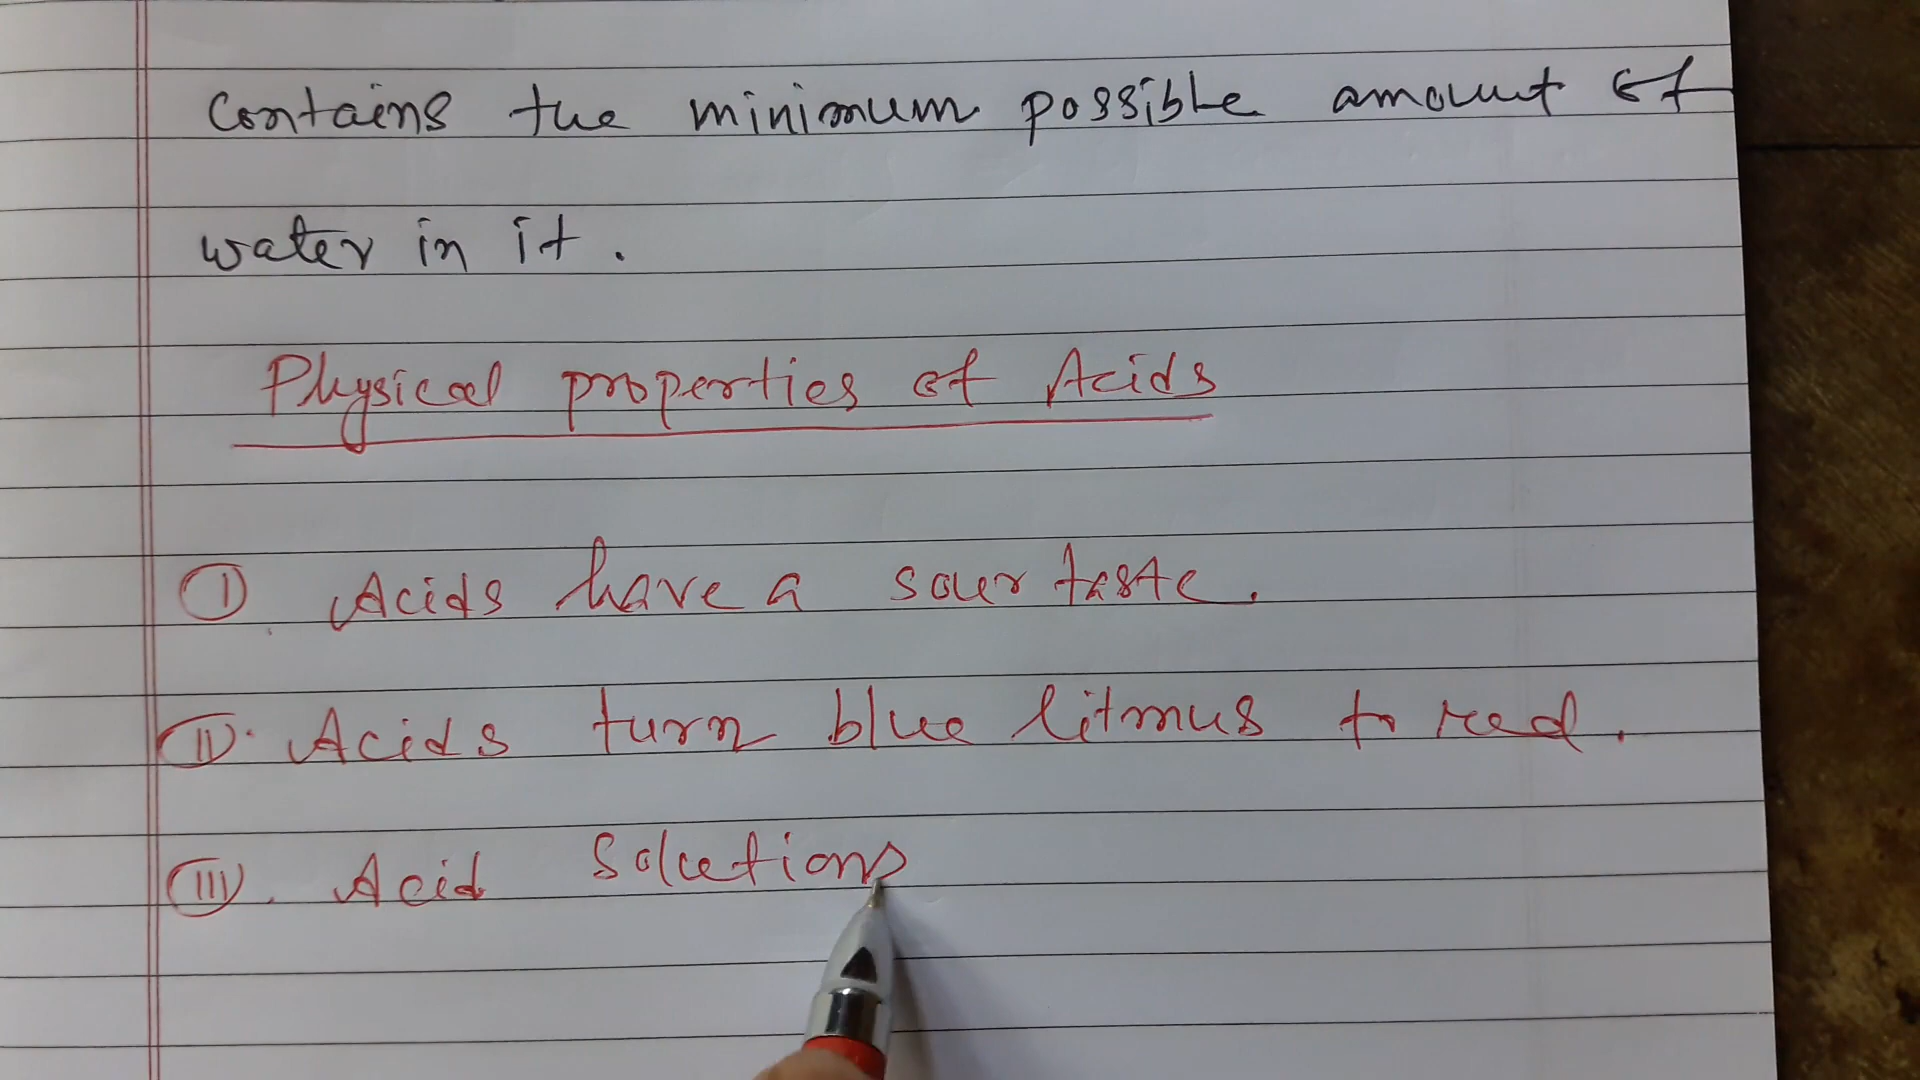 contains the minimum possible amount of
water in it.
Physical properties of Acids
(I) Acids have a sour taste.
(II). Acids turn blue litmus to red.
(III). Acid Solutions